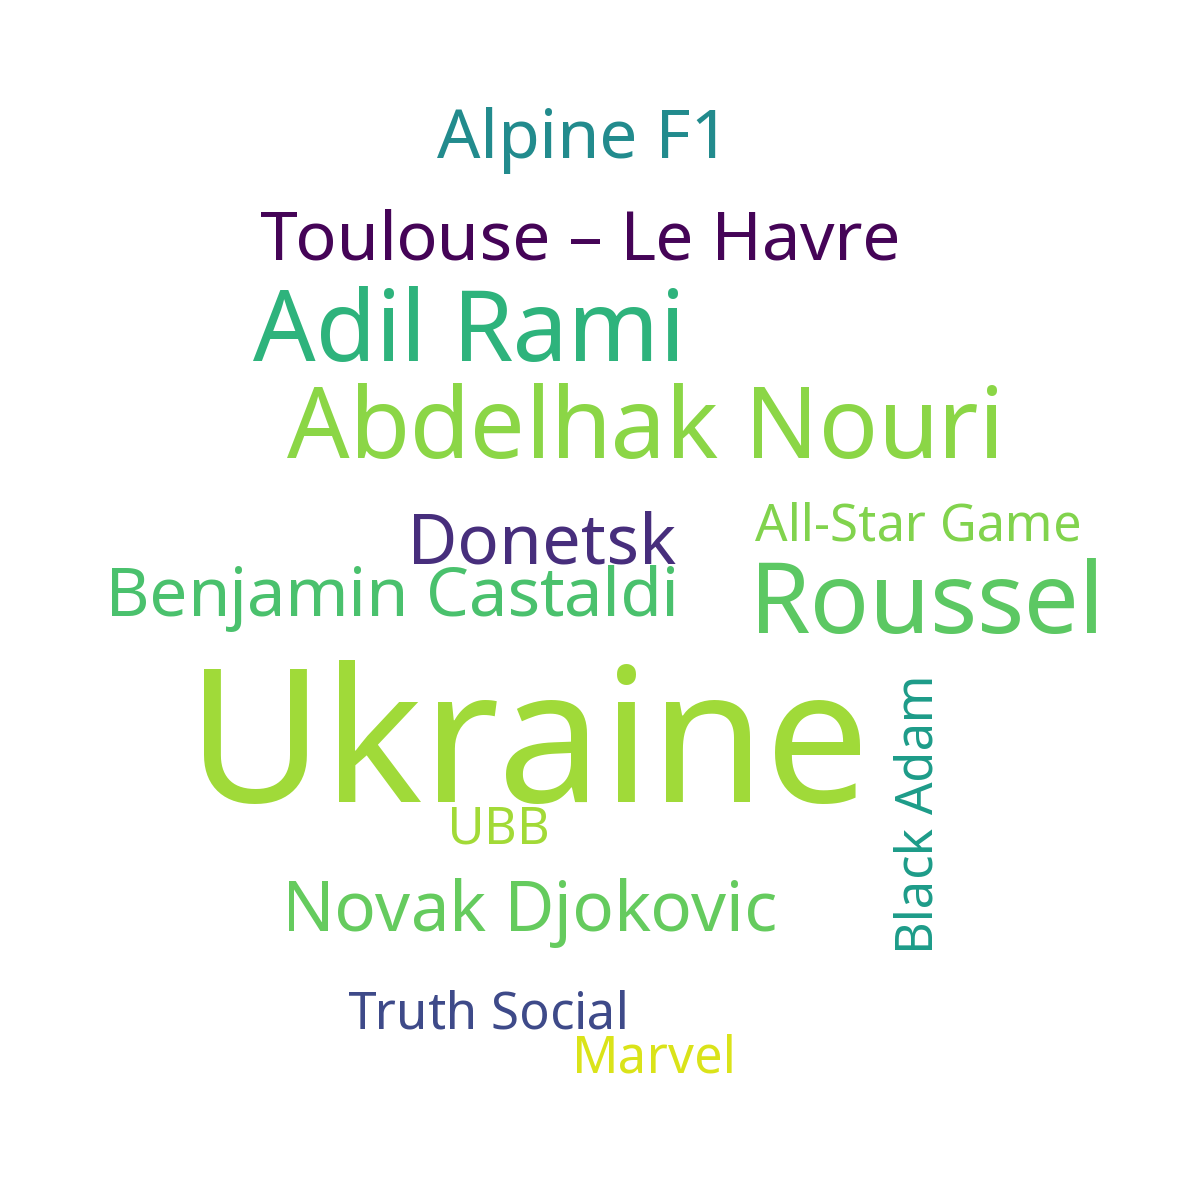 Alpine F1
Toulouse – Le Havre
Adil Rami
Abdelhak Nouri
All-Star Game
Donetsk
Benjamin Castaldi
Roussel
Ukraine
Black Adam
UBB
Novak Djokovic
Truth Social
Marvel